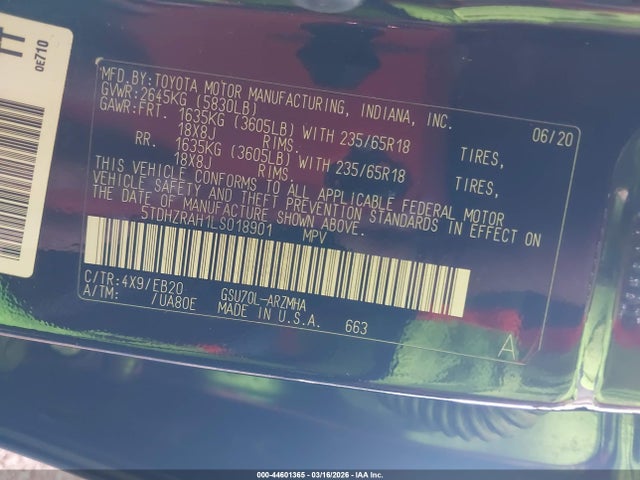 TT
0E710
MFD.BY:TOYOTA MOTOR MANUFACTURING, INDIANA, INC.
GVWR:2645KG (5830LB) 06/20
GAWR:FRT. 1635KG (3605LB) WITH 235/65R18 TIRES,
18X8J RIMS.
RR. 1635KG (3605LB) WITH 235/65R18 TIRES,
18X8J RIMS.
THIS VEHICLE CONFORMS TO ALL APPLICABLE FEDERAL MOTOR
VEHICLE SAFETY AND THEFT PREVENTION STANDARDS IN EFFECT ON
THE DATE OF MANUFACTURE SHOWN ABOVE.
5TDHZRAH1LS018901 MPV
C/TR:4X9/EB20 GSU70L-ARZMHA
A/TM: /UA80E MADE IN U.S.A. 663
A
000-44601365 - 03/16/2026 - IAA Inc.